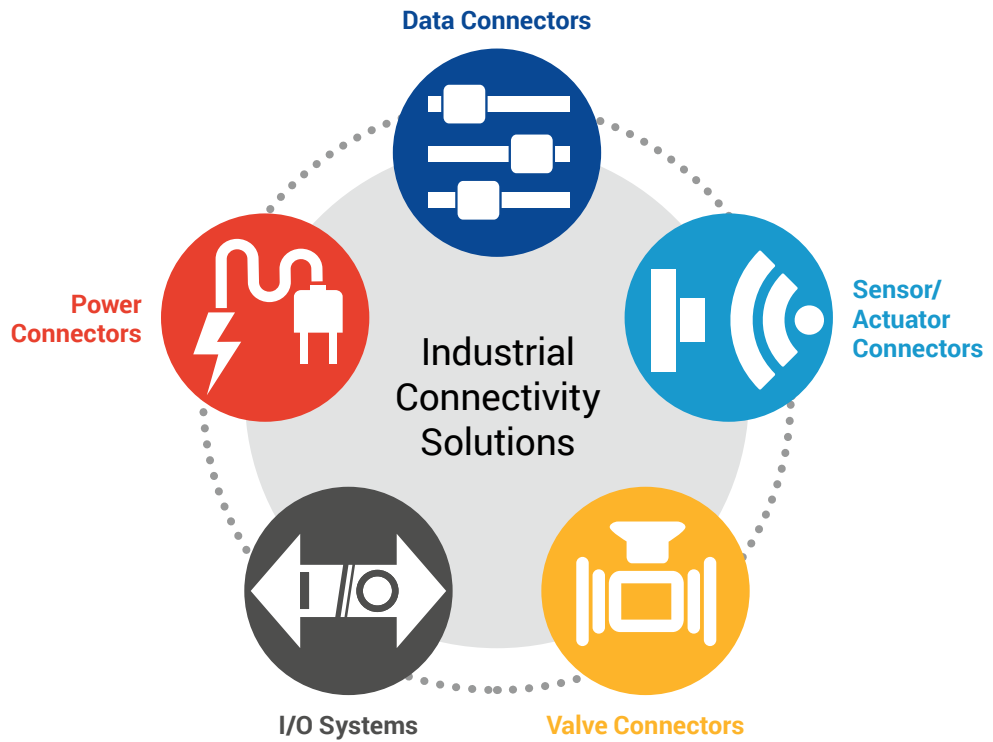 Data Connectors
Power
Connectors
Sensor/
Actuator
Connectors
Industrial
Connectivity
Solutions
I/O
I/O Systems
Valve Connectors